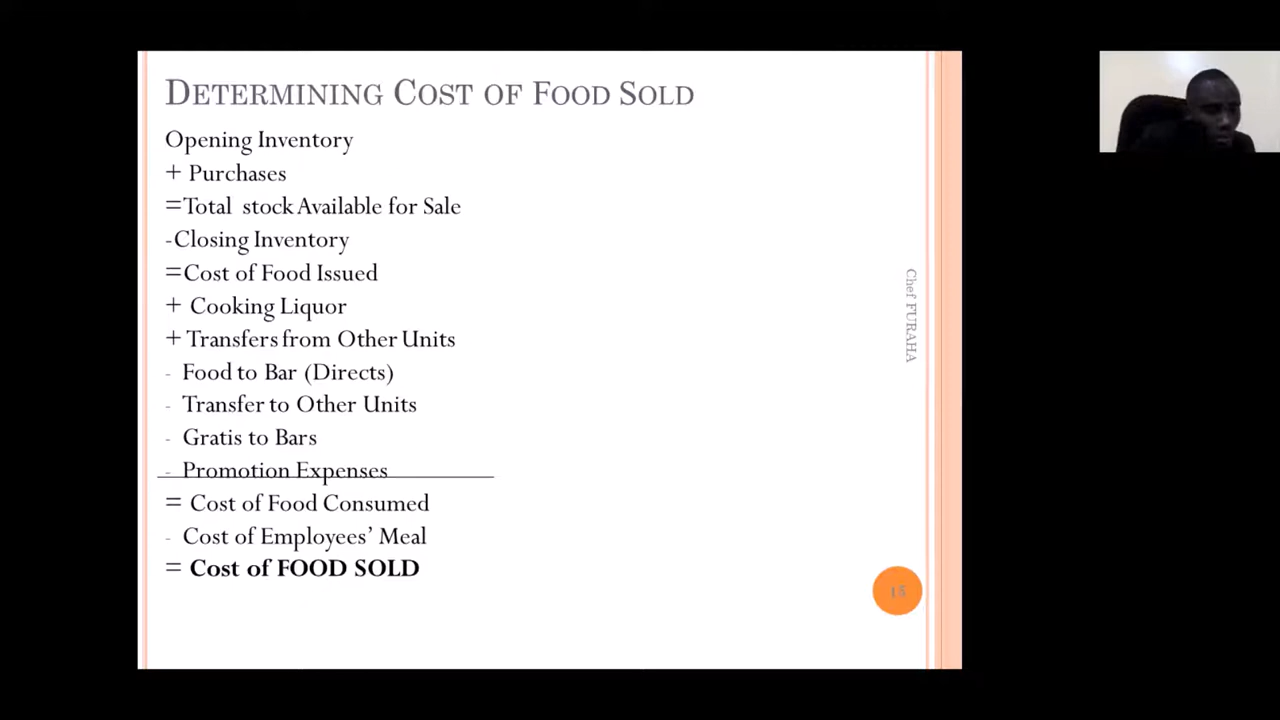 DETERMINING COST OF FOOD SOLD
Opening Inventory
+ Purchases
=Total stock Available for Sale
-Closing Inventory
=Cost of Food Issued
+ Cooking Liquor
+ Transfers from Other Units
- Food to Bar (Directs)
- Transfer to Other Units
- Gratis to Bars
- Promotion Expenses
= Cost of Food Consumed
- Cost of Employees’ Meal
= Cost of FOOD SOLD
Chef FURAHA
15